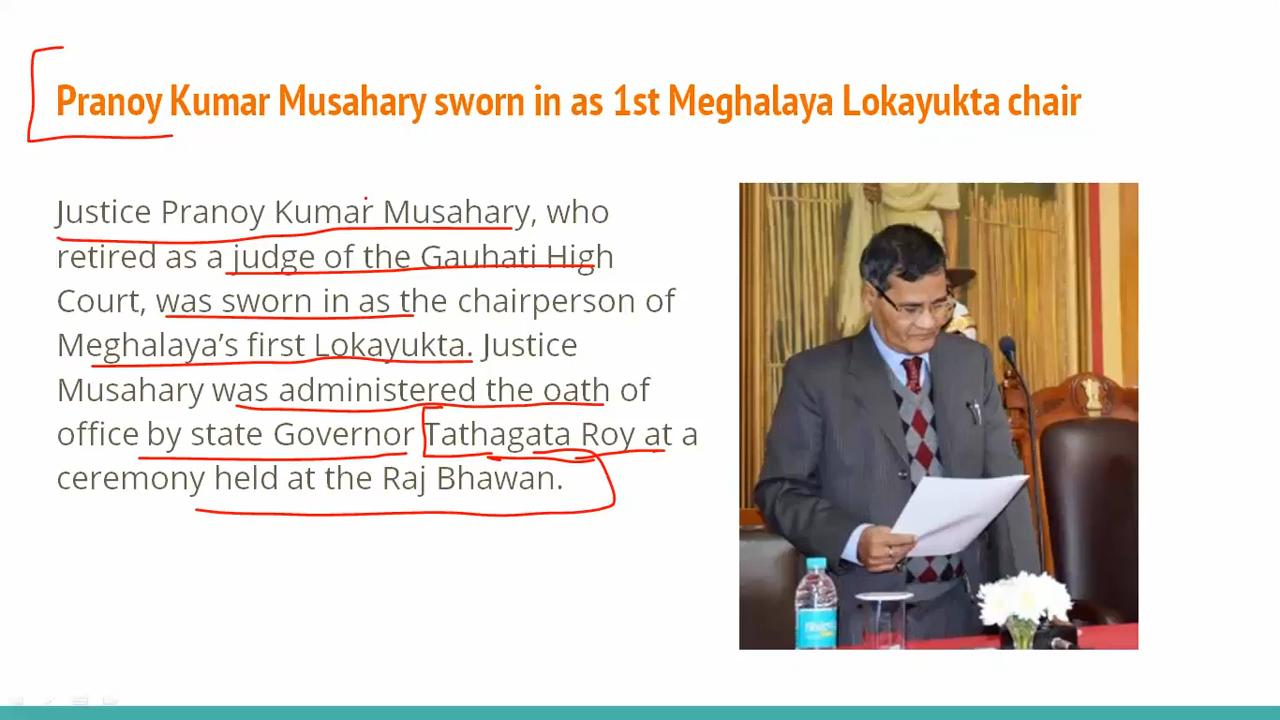 Pranoy Kumar Musahary sworn in as 1st Meghalaya Lokayukta chair
Justice Pranoy Kumar Musahary, who
retired as a judge of the Gauhati High
Court, was sworn in as the chairperson of
Meghalaya’s first Lokayukta. Justice
Musahary was administered the oath of
office by state Governor Tathagata Roy at a
ceremony held at the Raj Bhawan.